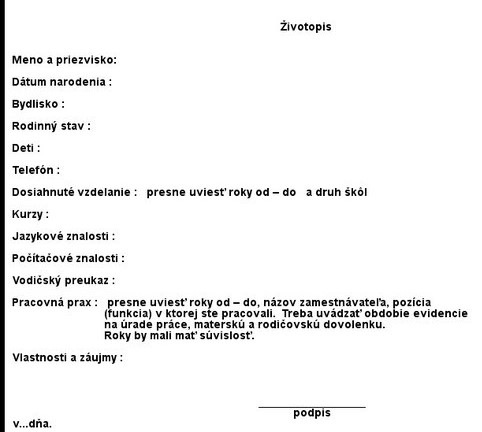 Životopis
Meno a priezvisko:
Dátum narodenia :
Bydlisko :
Rodinný stav :
Deti :
Telefón :
Dosiahnuté vzdelanie : presne uviesť roky od – do a druh škôl
Kurzy :
Jazykové znalosti :
Počítačové znalosti :
Vodičský preukaz :
Pracovná prax : presne uviesť roky od – do, názov zamestnávateľa, pozícia
(funkcia) v ktorej ste pracovali. Treba uvádzať obdobie evidencie
na úrade práce, materskú a rodičovskú dovolenku.
Roky by mali mať súvislosť.
Vlastnosti a záujmy :
podpis
v...dňa.